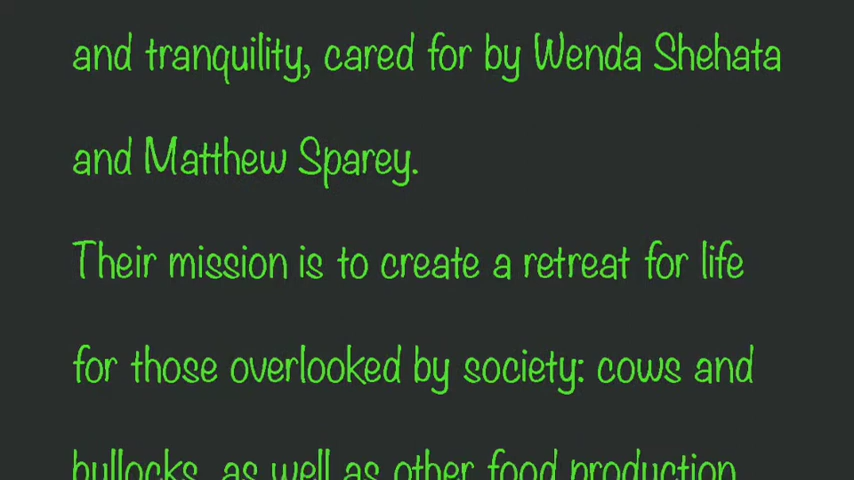 and tranquility, cared for by Wenda Shehata
and Matthew Sparey.
Their mission is to create a retreat for life
for those overlooked by society: cows and
bullocks, as well as other food production